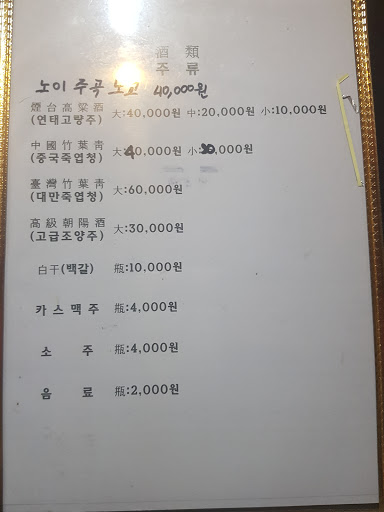 酒 類
주 류
노이 주곡 노고 40,000원
煙台高粱酒
(연태고량주) 大:40,000원 中:20,000원 小:10,000원
中國竹葉靑
(중국죽엽청) 大:40,000원 小:20,000원
臺灣竹葉靑
(대만죽엽청) 大:60,000원
高級朝陽酒
(고급조양주) 大:30,000원
白干(백갈) 瓶:10,000원
카스맥주 瓶:4,000원
소 주 瓶:4,000원
음 료 瓶:2,000원